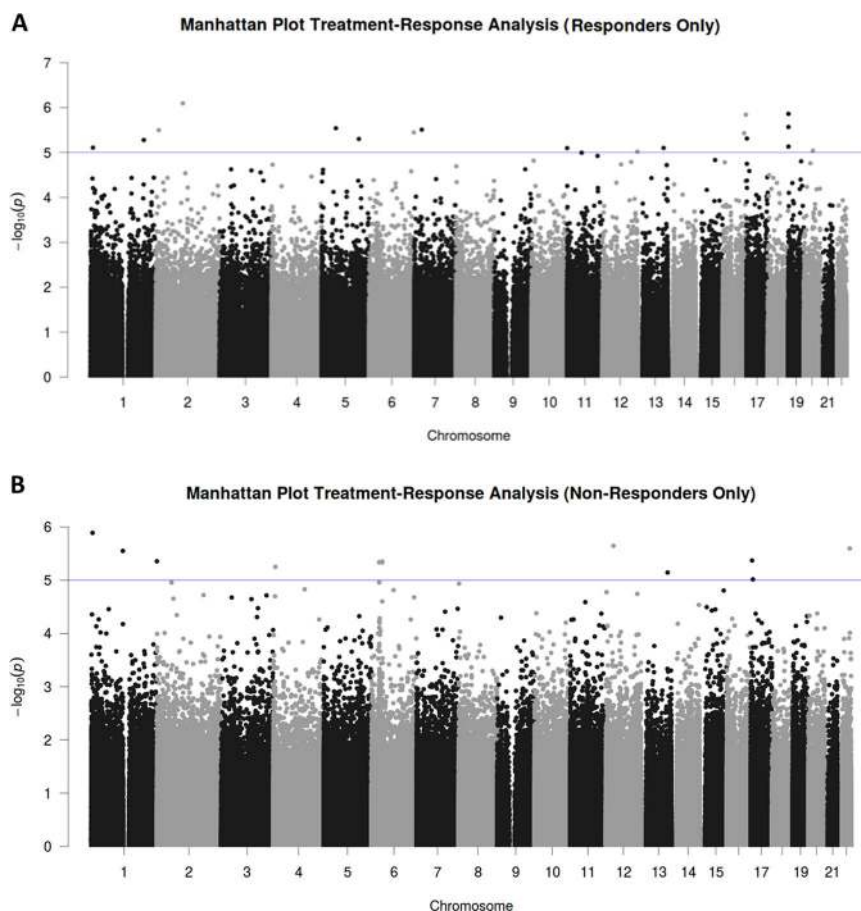 A
Manhattan Plot Treatment-Response Analysis (Responders Only)
7
6
5
4
3
2
1
0
−log10(p)
1 2 3 4 5 6 7 8 9 10 11 12 13 14 15 17 19 21
Chromosome
B
Manhattan Plot Treatment-Response Analysis (Non-Responders Only)
6
5
4
3
2
1
0
−log10(p)
1 2 3 4 5 6 7 8 9 10 11 12 13 14 15 17 19 21
Chromosome